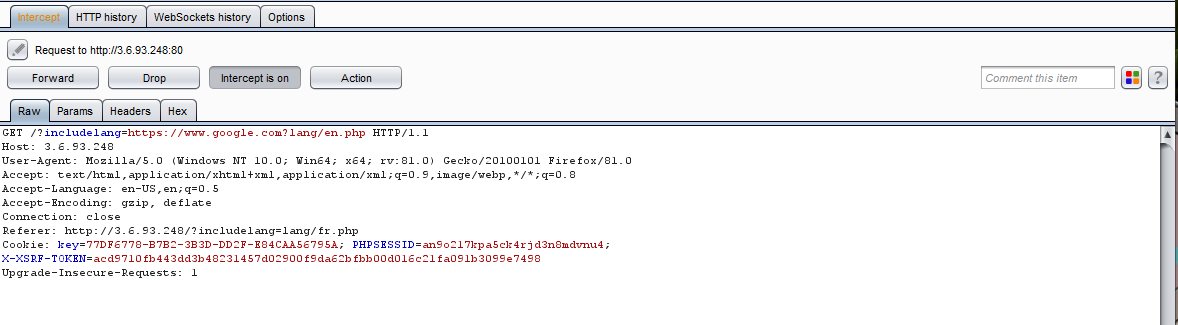 Intercept HTTP history WebSockets history Options
Request to http://3.6.93.248:80
Forward Drop Intercept is on Action Comment this item ?
Raw Params Headers Hex
GET /?includelang=https://www.google.com?lang/en.php HTTP/1.1
Host: 3.6.93.248
User-Agent: Mozilla/5.0 (Windows NT 10.0; Win64; x64; rv:81.0) Gecko/20100101 Firefox/81.0
Accept: text/html,application/xhtml+xml,application/xml;q=0.9,image/webp,*/*;q=0.8
Accept-Language: en-US,en;q=0.5
Accept-Encoding: gzip, deflate
Connection: close
Referer: http://3.6.93.248/?includelang=lang/fr.php
Cookie: key=77DF6778-B7B2-3B3D-DD2F-E84CAA56795A; PHPSESSID=an9o217kpa5ck4rjd3n8mdvnu4;
X-XSRF-TOKEN=acd9710fb443dd3b48231457d02900f9da62bfbb00d016c21fa091b3099e7498
Upgrade-Insecure-Requests: 1